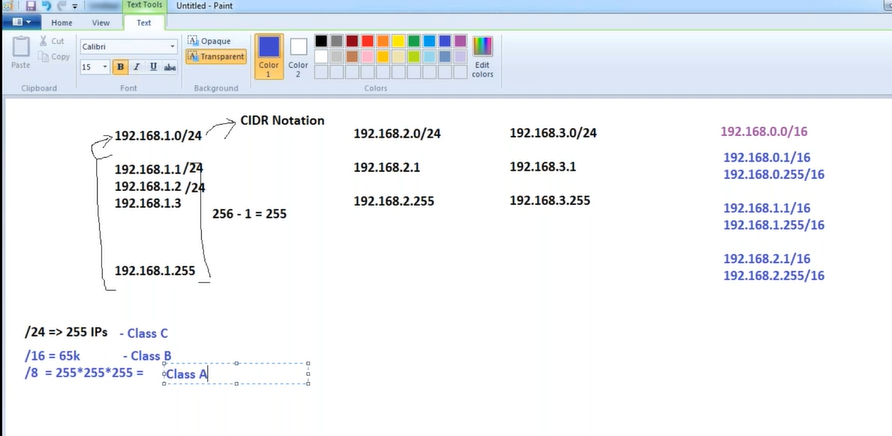 Text Tools
Untitled - Paint
Home
View
Text
Paste
Cut
Copy
Clipboard
Calibri
15
B
I
U
abc
Font
Opaque
Transparent
Background
Color 1
Color 2
Edit colors
Colors
192.168.1.0/24
CIDR Notation
192.168.1.1/24
192.168.1.2 /24
192.168.1.3
256 - 1 = 255
192.168.1.255
192.168.2.0/24
192.168.2.1
192.168.2.255
192.168.3.0/24
192.168.3.1
192.168.3.255
192.168.0.0/16
192.168.0.1/16
192.168.0.255/16
192.168.1.1/16
192.168.1.255/16
192.168.2.1/16
192.168.2.255/16
/24 => 255 IPs - Class C
/16 = 65k - Class B
/8 = 255*255*255 = Class A